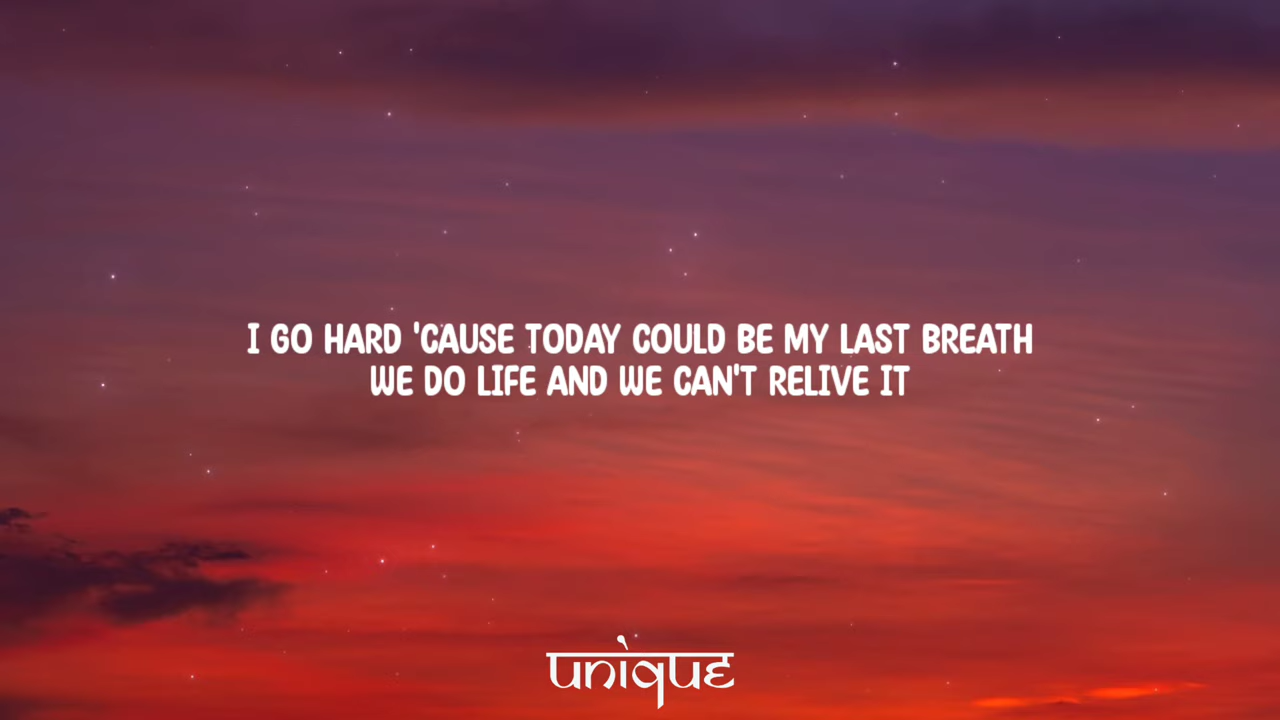 I GO HARD 'CAUSE TODAY COULD BE MY LAST BREATH
WE DO LIFE AND WE CAN'T RELIVE IT
unique